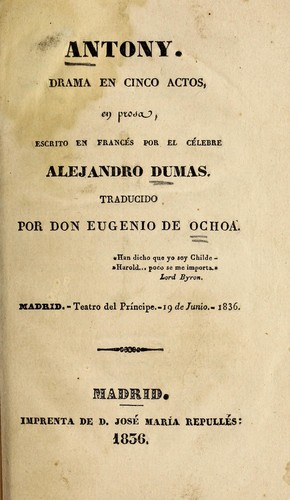 ANTONY.
DRAMA EN CINCO ACTOS,
en prosa,
ESCRITO EN FRANCÉS POR EL CÉLEBRE
ALEJANDRO DUMAS.
TRADUCIDO
POR DON EUGENIO DE OCHOA.
«Han dicho que yo soy Childe-
»Harold... poco se me importa.»
Lord Byron.
MADRID.-Teatro del Príncipe.-19 de Junio.-1836.
MADRID.
IMPRENTA DE D. JOSÉ MARÍA REPULLÉS:
1836.